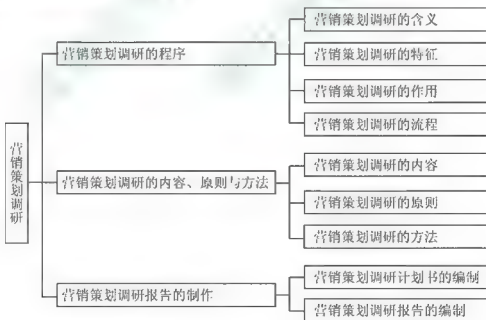 营销策划调研
营销策划调研的程序
营销策划调研的含义
营销策划调研的特征
营销策划调研的作用
营销策划调研的流程
营销策划调研的内容、原则与方法
营销策划调研的内容
营销策划调研的原则
营销策划调研的方法
营销策划调研报告的制作
营销策划调研计划书的编制
营销策划调研报告的编制